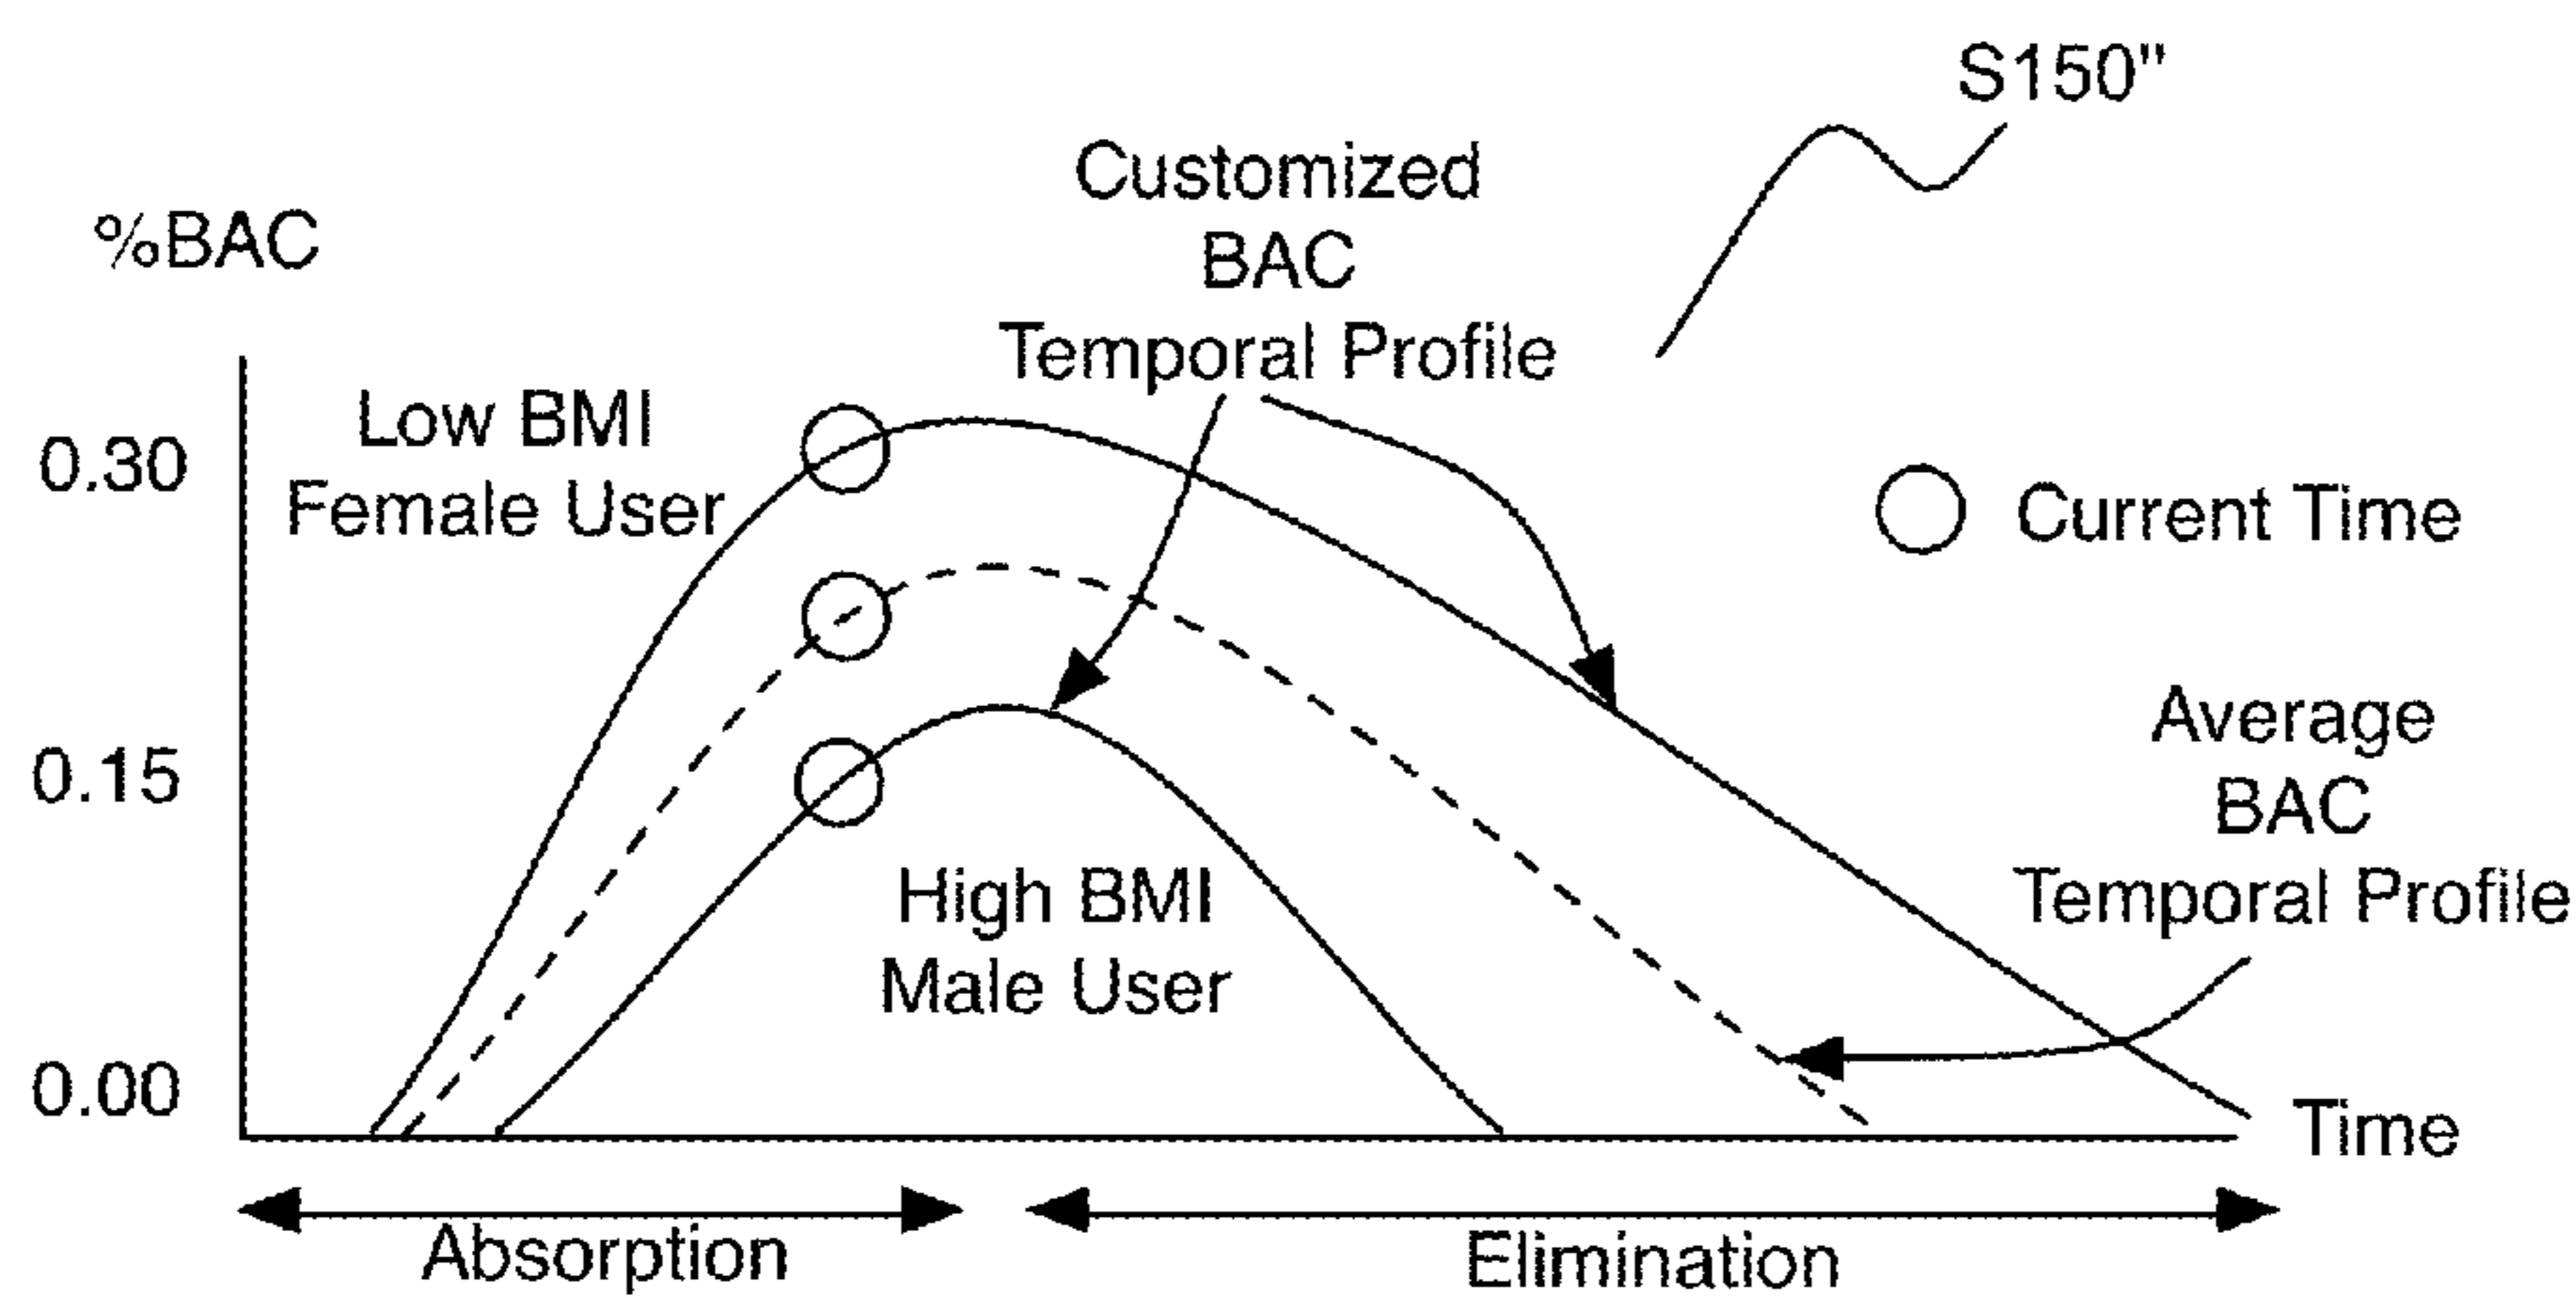 S150"
Customized
BAC
Temporal Profile
%BAC
Low BMI
Female User
0.30
Current Time
0.15
Average
BAC
Temporal Profile
High BMI
Male User
0.00
Time
Absorption
Elimination